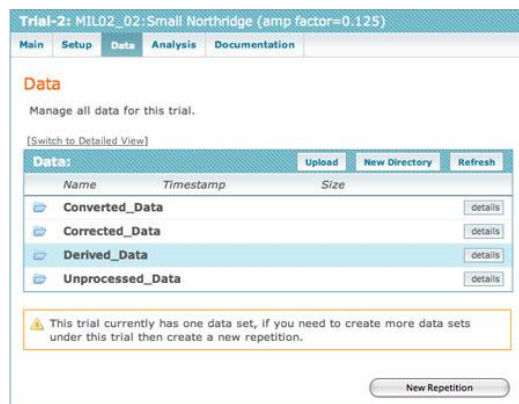 Trial-2: MIL02_02:Small Northridge (amp factor=0.125)
Main Setup Data Analysis Documentation
Data
Manage all data for this trial.
[Switch to Detailed View]
Data: Upload New Directory Refresh
Name Timestamp Size
Converted_Data details
Corrected_Data details
Derived_Data details
Unprocessed_Data details
This trial currently has one data set, if you need to create more data sets
under this trial then create a new repetition.
New Repetition